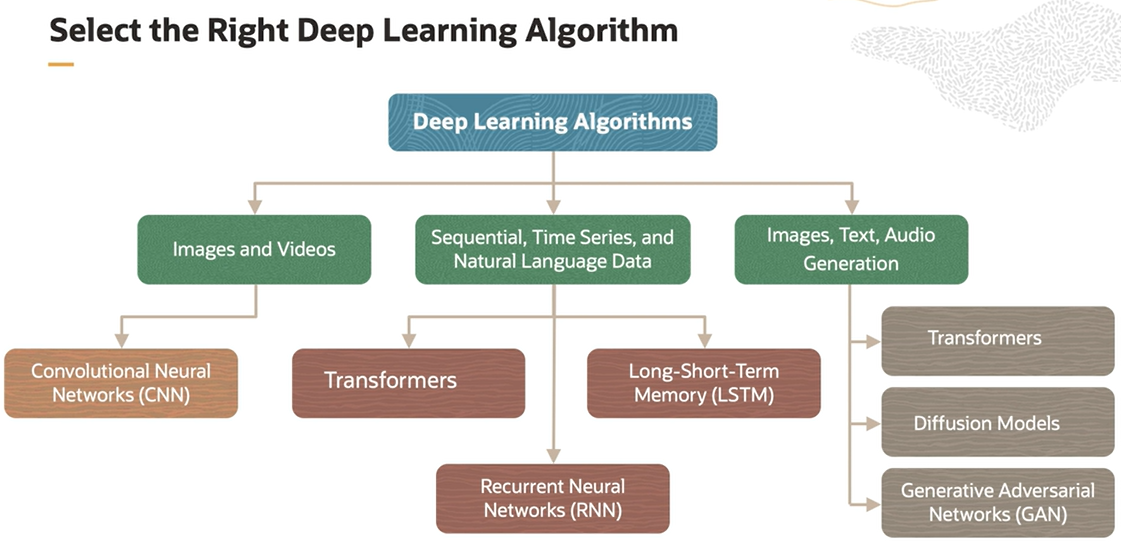 Select the Right Deep Learning Algorithm
Deep Learning Algorithms
Images and Videos
Sequential, Time Series, and
Natural Language Data
Images, Text, Audio
Generation
Convolutional Neural
Networks (CNN)
Transformers
Long-Short-Term
Memory (LSTM)
Recurrent Neural
Networks (RNN)
Transformers
Diffusion Models
Generative Adversarial
Networks (GAN)